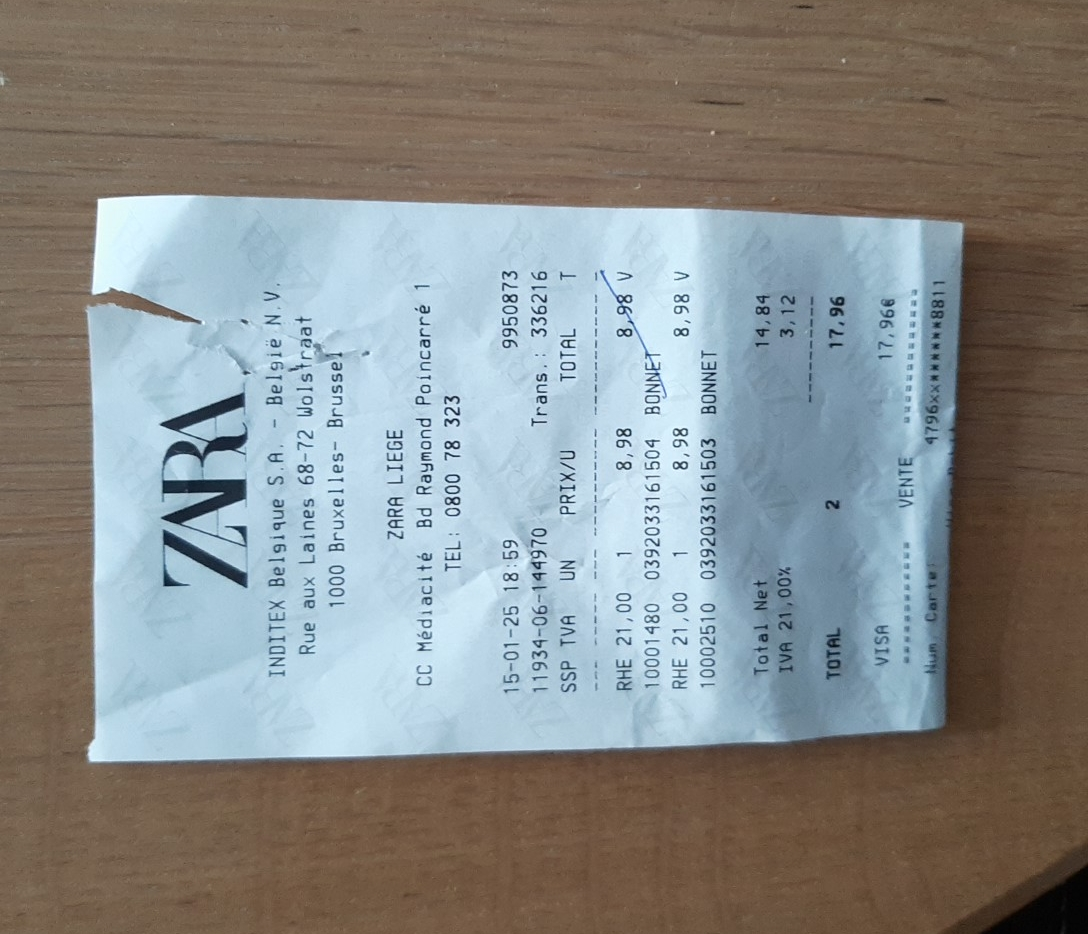 ZARA
INDITEX Belgique S.A. - België N.V.
Rue aux Laines 68-72 Wolstraat
1000 Bruxelles- Brussel
ZARA LIEGE
CC Médiacité Bd Raymond Poincarré 1
TEL: 0800 78 323
15-01-25 18:59 9950873
11934-06-144970 Trans.: 336216
SSP TVA UN PRIX/U TOTAL T
RHE 21,00 1 8,98 8,98 V
10001480 0392033161504 BONNET
RHE 21,00 1 8,98 8,98 V
10002510 0392033161503 BONNET
Total Net 14,84
IVA 21,00% 3,12
TOTAL 2 17,96
VISA 17,96€
======== VENTE ========
Num. Carte: 4796xx******8811